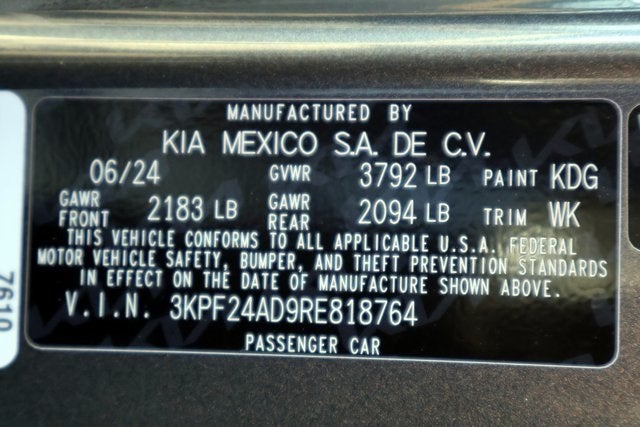 MANUFACTURED BY
KIA MEXICO S.A. DE C.V.
06/24 GVWR 3792 LB PAINT KDG
GAWR FRONT 2183 LB GAWR REAR 2094 LB TRIM WK
THIS VEHICLE CONFORMS TO ALL APPLICABLE U.S.A. FEDERAL
MOTOR VEHICLE SAFETY, BUMPER, AND THEFT PREVENTION STANDARDS
IN EFFECT ON THE DATE OF MANUFACTURE SHOWN ABOVE.
V.I.N. 3KPF24AD9RE818764
PASSENGER CAR
7610